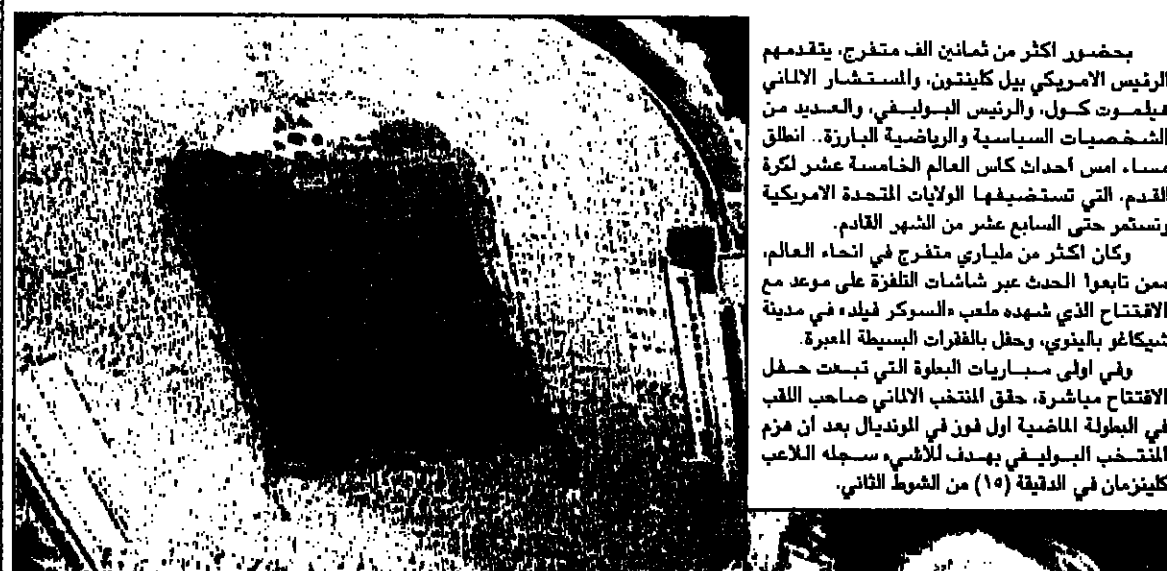 بحضور اكثر من ثمانين الف متفرج، يتقدمهم
الرئيس الامريكي بيل كلينتون، والمستشار الالماني
هيلموت كول، والرئيس البوليفي، والعديد من
الشخصيات السياسية والرياضية البارزة.. انطلق
مساء امس أحداث كاس العالم الخامسة عشر لكرة
القدم، التي تستضيفها الولايات المتحدة الامريكية
وتستمر حتى السابع عشر من الشهر القادم.
وكان اكثر من ملياري متفرج في انحاء العالم،
ممن تابعوا الحدث عبر شاشات التلفزة على موعد مع
الافتتاح الذي شهده ملعب «السوكر فيلد» في مدينة
شيكاغو بالينوي، وحفل بالفقرات البسيطة المعبرة.
وفي اولى مباريات البطولة التي تبعت حفل
الافتتاح مباشرة، حقق المنتخب الالماني صاحب اللقب
في البطولة الماضية اول فوز في المونديال بعد ان هزم
المنتخب البوليفي بهدف للاشيء سجله اللاعب
كلينزمان في الدقيقة (١٥) من الشوط الثاني.